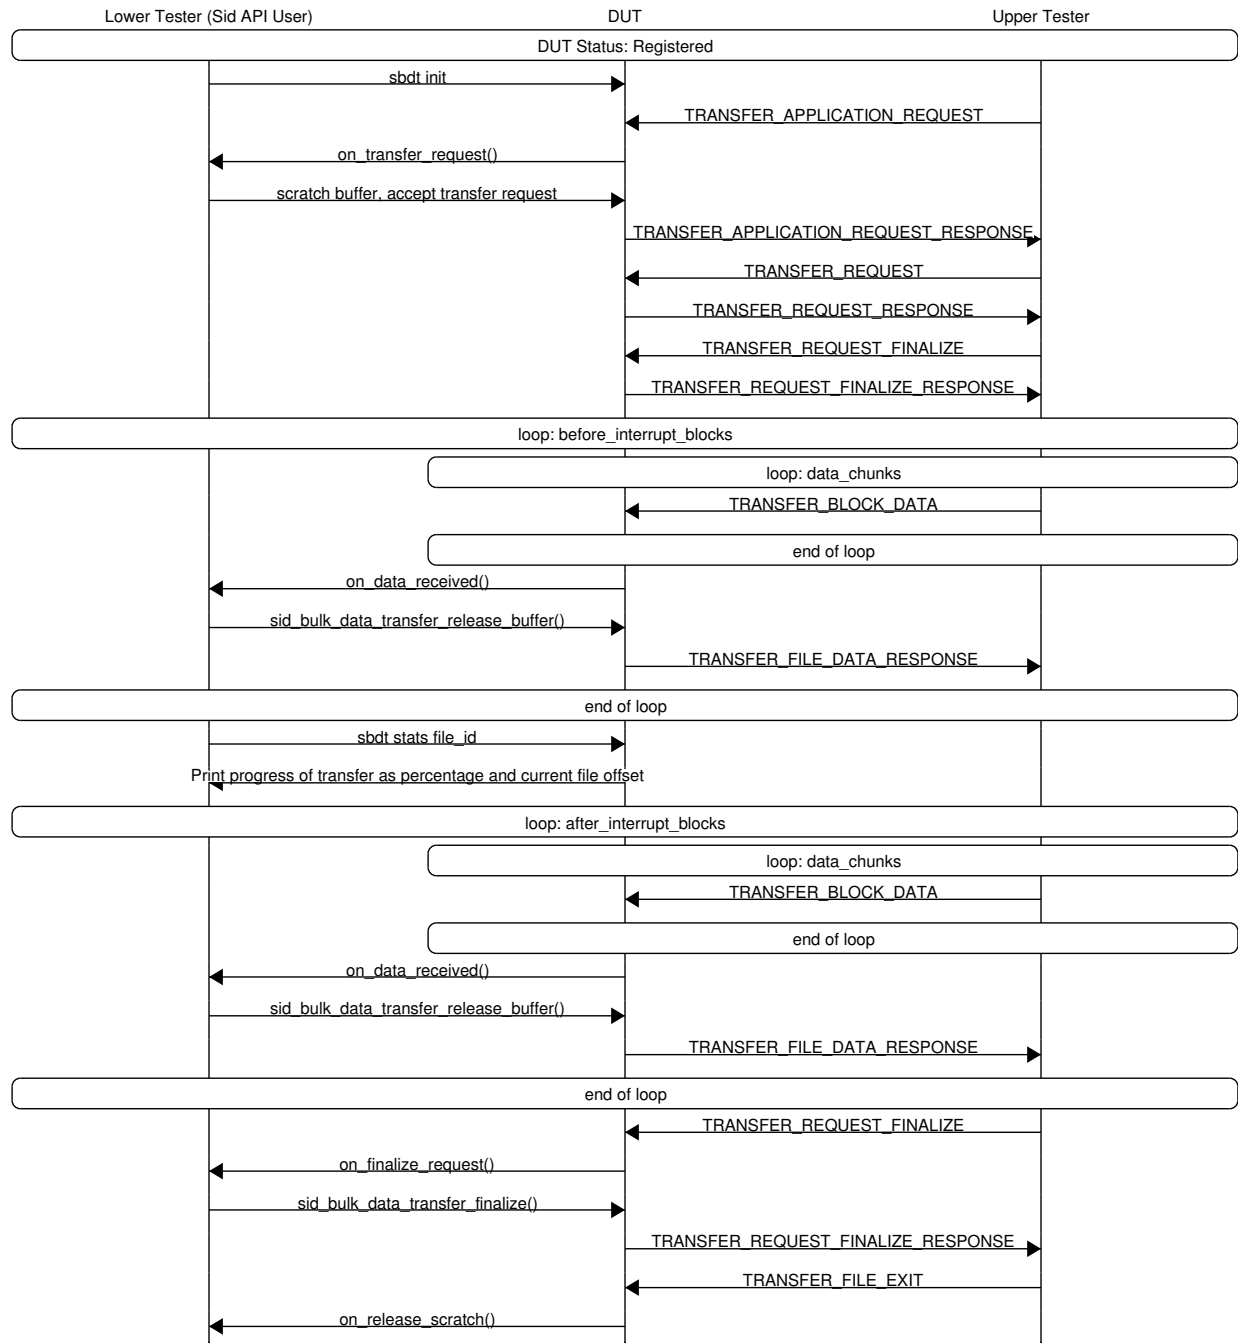 Lower Tester (Sid API User) DUT Upper Tester
DUT Status: Registered
sbdt init
TRANSFER_APPLICATION_REQUEST
on_transfer_request()
scratch buffer, accept transfer request
TRANSFER_APPLICATION_REQUEST_RESPONSE
TRANSFER_REQUEST
TRANSFER_REQUEST_RESPONSE
TRANSFER_REQUEST_FINALIZE
TRANSFER_REQUEST_FINALIZE_RESPONSE
loop: before_interrupt_blocks
loop: data_chunks
TRANSFER_BLOCK_DATA
end of loop
on_data_received()
sid_bulk_data_transfer_release_buffer()
TRANSFER_FILE_DATA_RESPONSE
end of loop
sbdt stats file_id
Print progress of transfer as percentage and current file offset
loop: after_interrupt_blocks
loop: data_chunks
TRANSFER_BLOCK_DATA
end of loop
on_data_received()
sid_bulk_data_transfer_release_buffer()
TRANSFER_FILE_DATA_RESPONSE
end of loop
TRANSFER_REQUEST_FINALIZE
on_finalize_request()
sid_bulk_data_transfer_finalize()
TRANSFER_REQUEST_FINALIZE_RESPONSE
TRANSFER_FILE_EXIT
on_release_scratch()